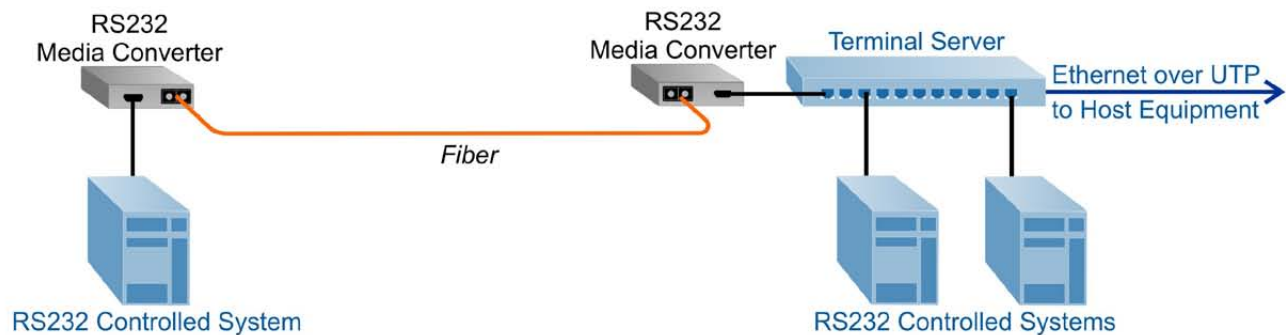 RS232
Media Converter
RS232
Media Converter
Terminal Server
Ethernet over UTP
to Host Equipment
Fiber
RS232 Controlled System
RS232 Controlled Systems